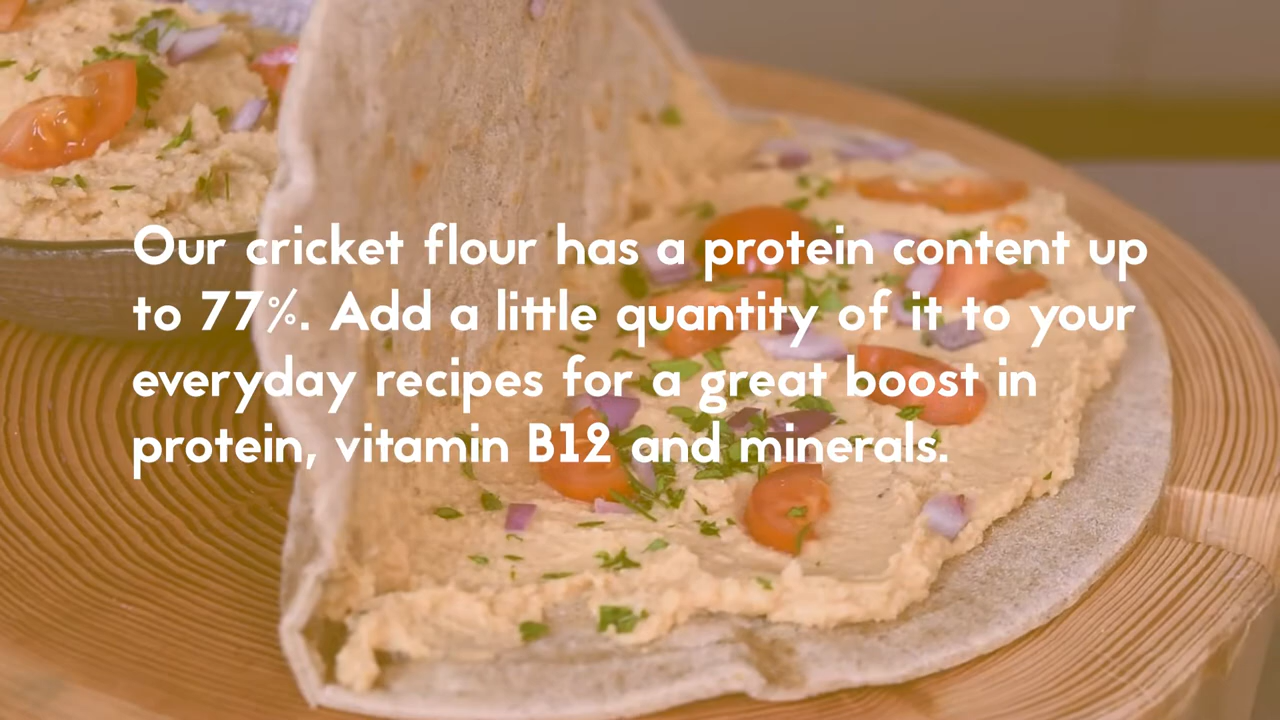 Our cricket flour has a protein content up
to 77%. Add a little quantity of it to your
everyday recipes for a great boost in
protein, vitamin B12 and minerals.